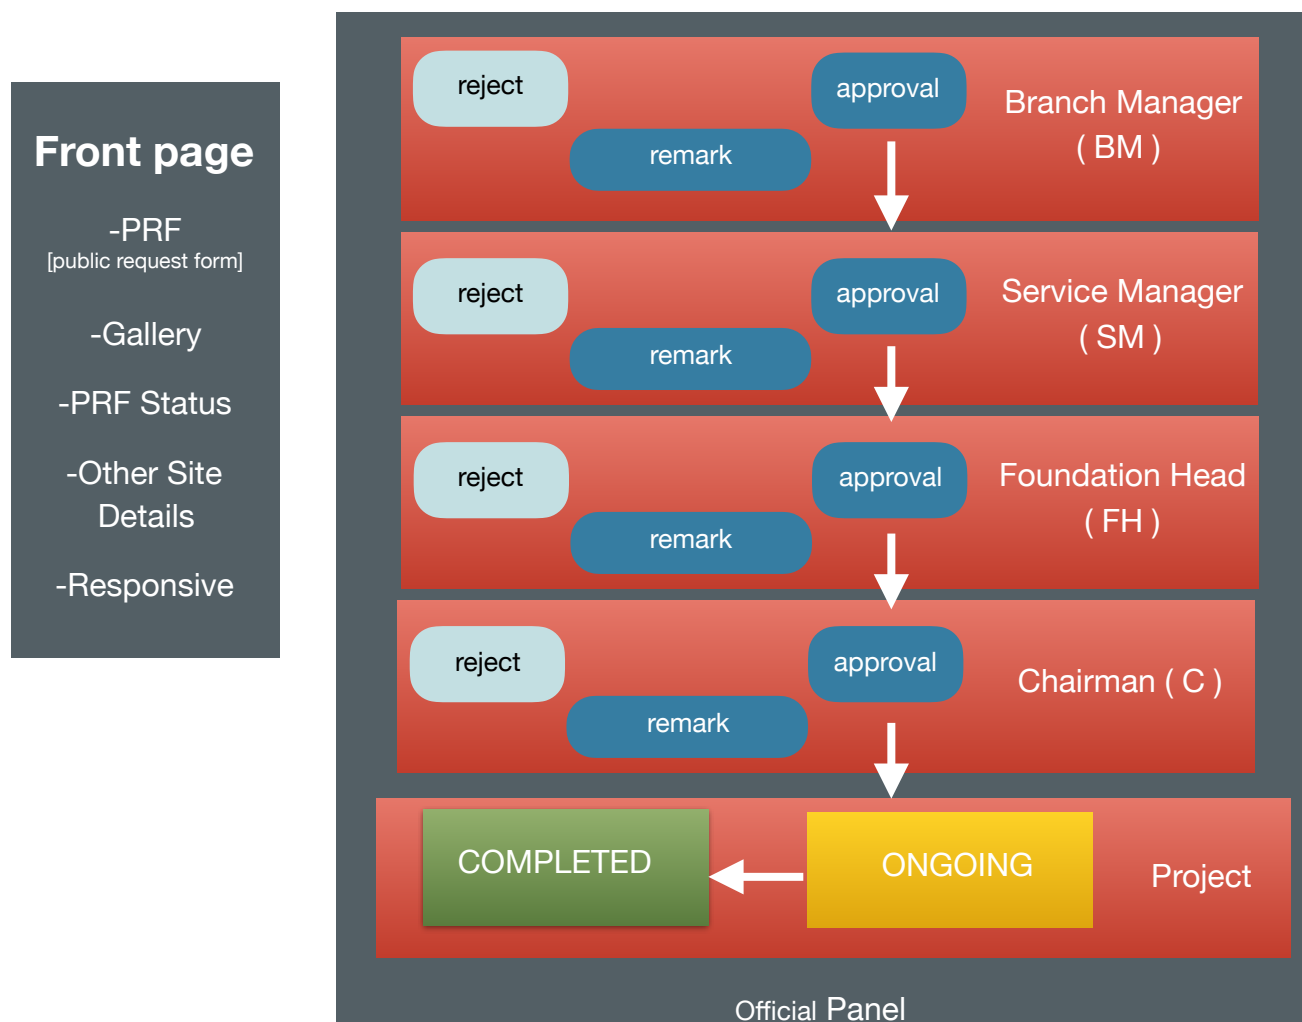 Front page
-PRF
[public request form]
-Gallery
-PRF Status
-Other Site
Details
-Responsive
reject
approval
remark
Branch Manager
( BM )
reject
approval
remark
Service Manager
( SM )
reject
approval
remark
Foundation Head
( FH )
reject
approval
remark
Chairman ( C )
COMPLETED
ONGOING
Project
Official Panel